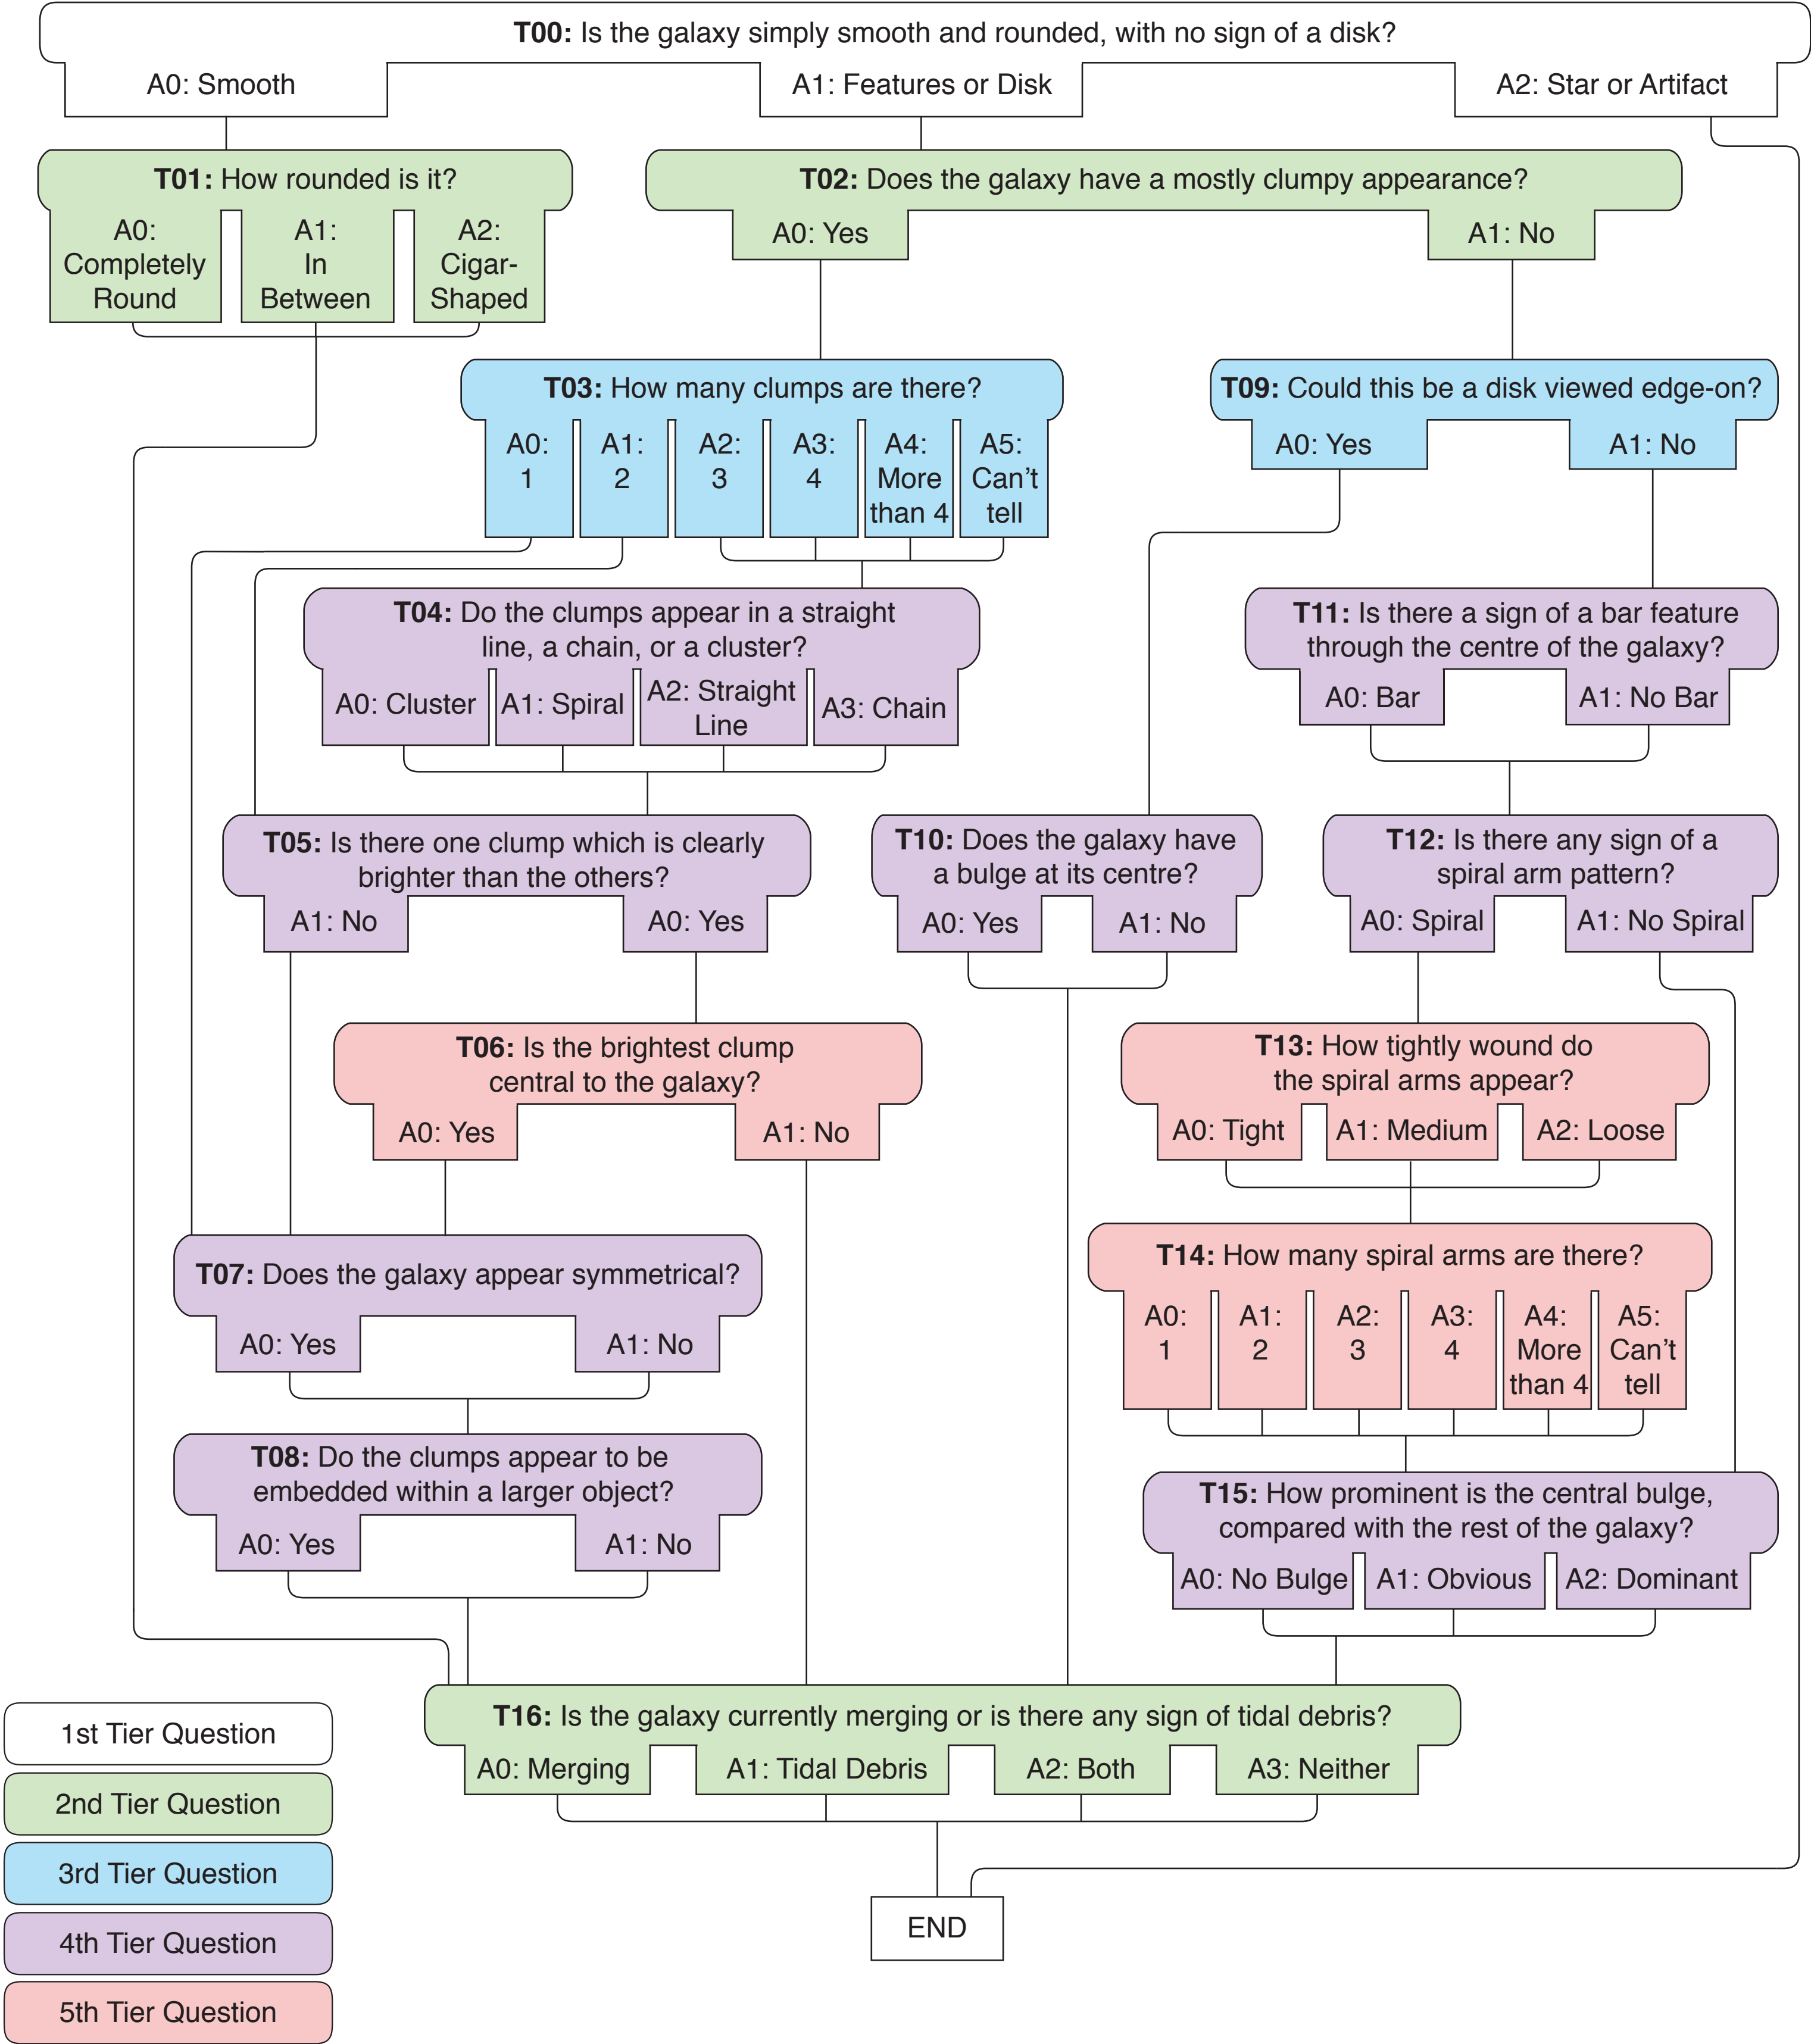 T00: Is the galaxy simply smooth and rounded, with no sign of a disk?
A0: Smooth
A1: Features or Disk
A2: Star or Artifact
T01: How rounded is it?
A0:
Completely
Round
A1:
In
Between
A2:
Cigar-
Shaped
T02: Does the galaxy have a mostly clumpy appearance?
A0: Yes
A1: No
T03: How many clumps are there?
A0:
1
A1:
2
A2:
3
A3:
4
A4:
More
than 4
A5:
Can’t
tell
T09: Could this be a disk viewed edge-on?
A0: Yes
A1: No
T04: Do the clumps appear in a straight
line, a chain, or a cluster?
A0: Cluster
A1: Spiral
A2: Straight
Line
A3: Chain
T11: Is there a sign of a bar feature
through the centre of the galaxy?
A0: Bar
A1: No Bar
T05: Is there one clump which is clearly
brighter than the others?
A1: No
A0: Yes
T10: Does the galaxy have
a bulge at its centre?
A0: Yes
A1: No
T12: Is there any sign of a
spiral arm pattern?
A0: Spiral
A1: No Spiral
T06: Is the brightest clump
central to the galaxy?
A0: Yes
A1: No
T13: How tightly wound do
the spiral arms appear?
A0: Tight
A1: Medium
A2: Loose
T07: Does the galaxy appear symmetrical?
A0: Yes
A1: No
T14: How many spiral arms are there?
A0:
1
A1:
2
A2:
3
A3:
4
A4:
More
than 4
A5:
Can’t
tell
T08: Do the clumps appear to be
embedded within a larger object?
A0: Yes
A1: No
T15: How prominent is the central bulge,
compared with the rest of the galaxy?
A0: No Bulge
A1: Obvious
A2: Dominant
T16: Is the galaxy currently merging or is there any sign of tidal debris?
A0: Merging
A1: Tidal Debris
A2: Both
A3: Neither
END
1st Tier Question
2nd Tier Question
3rd Tier Question
4th Tier Question
5th Tier Question